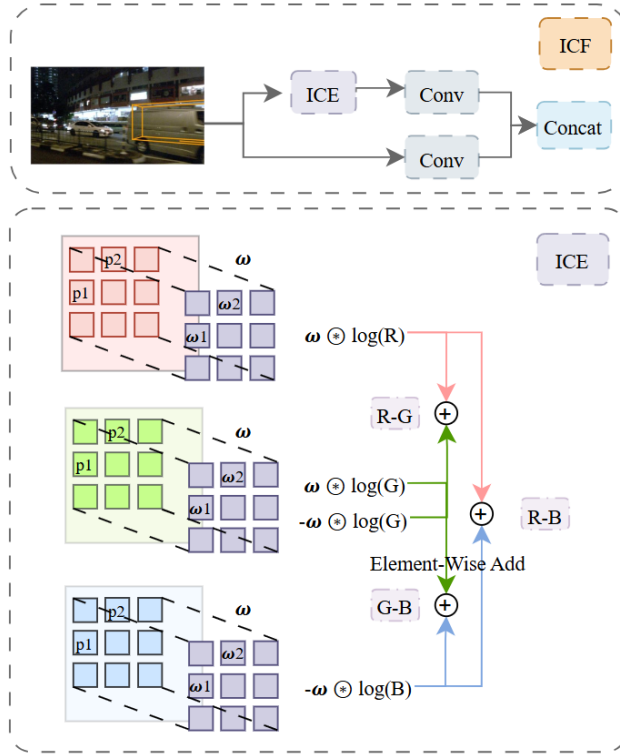 ICF
ICE
Conv
Concat
Conv
ICE
p2
ω
p1
ω2
ω1
ω ⊛ log(R)
p2
ω
R-G
p1
ω2
ω ⊛ log(G)
ω1
-ω ⊛ log(G)
R-B
Element-Wise Add
p2
ω
G-B
p1
ω2
ω1
-ω ⊛ log(B)